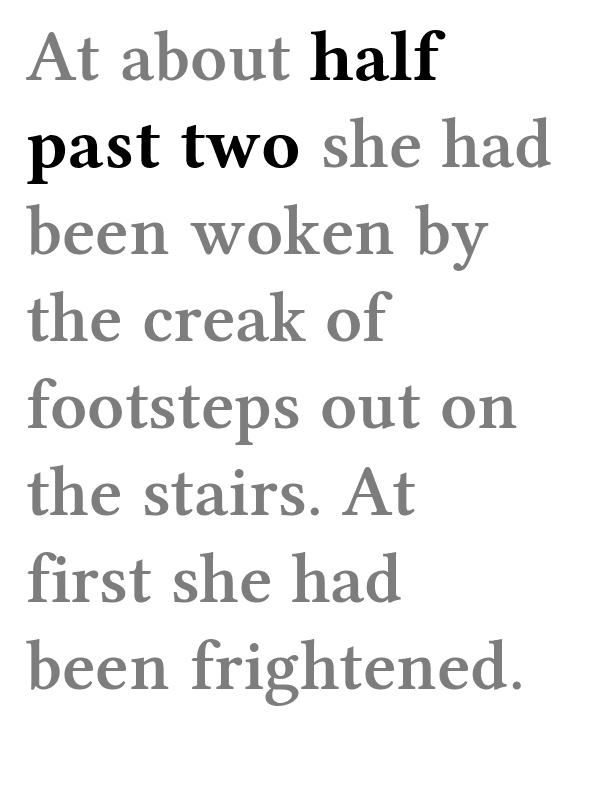 At about half
past two she had
been woken by
the creak of
footsteps out on
the stairs. At
first she had
been frightened.